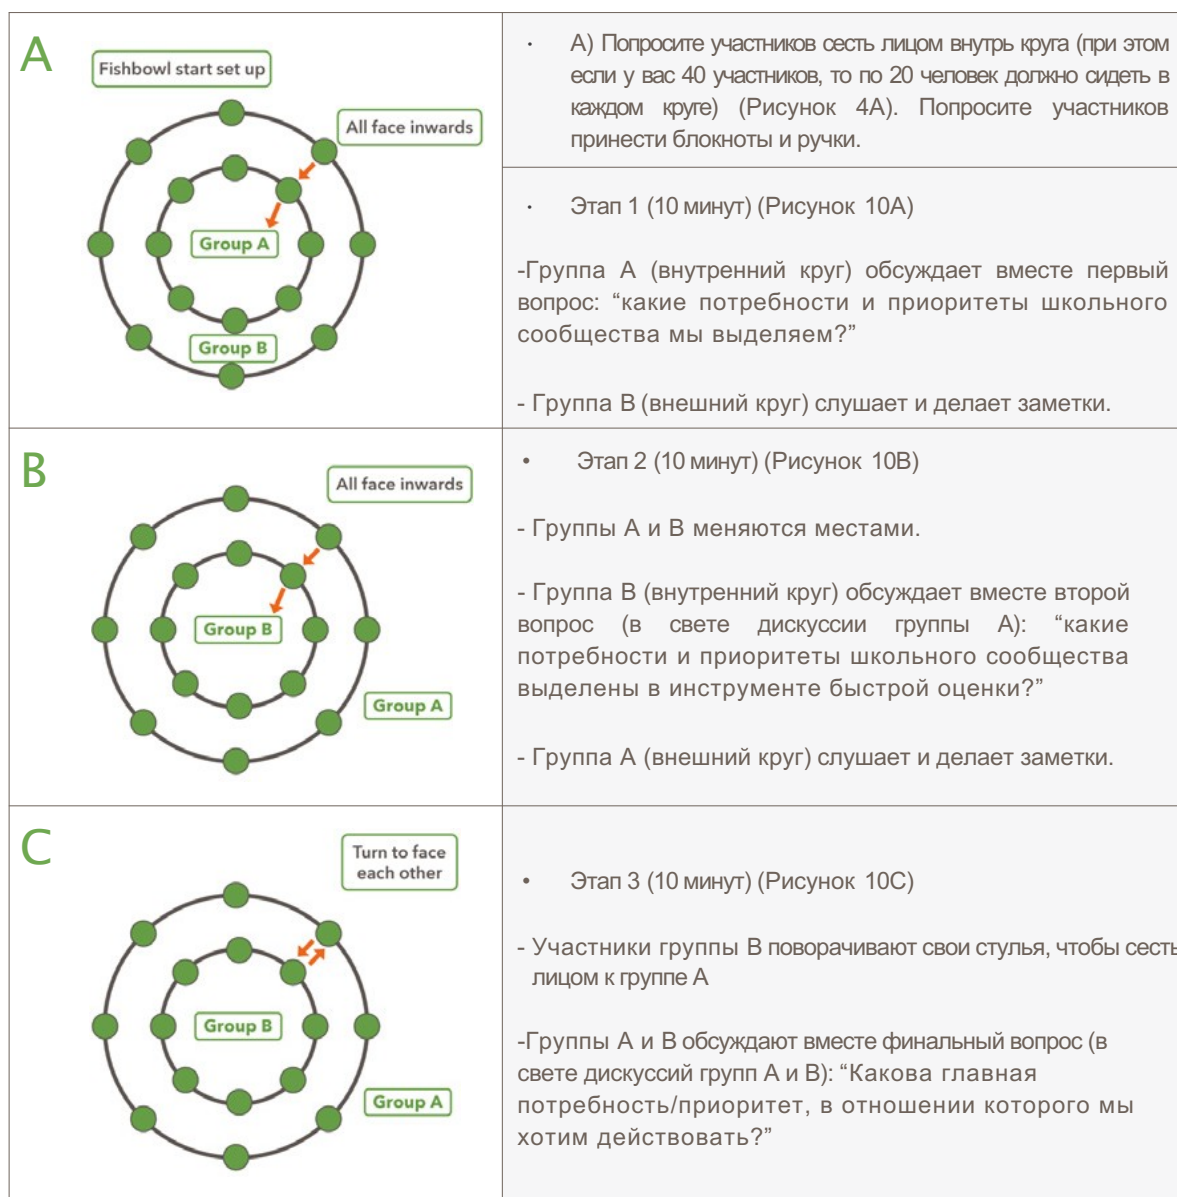 A
Fishbowl start set up
All face inwards
Group A
Group B
· А) Попросите участников сесть лицом внутрь круга (при этом
если у вас 40 участников, то по 20 человек должно сидеть в
каждом круге) (Рисунок 4А). Попросите участников
принести блокноты и ручки.
· Этап 1 (10 минут) (Рисунок 10А)
-Группа А (внутренний круг) обсуждает вместе первый
вопрос: “какие потребности и приоритеты школьного
сообщества мы выделяем?”
- Группа В (внешний круг) слушает и делает заметки.
B
All face inwards
Group B
Group A
• Этап 2 (10 минут) (Рисунок 10В)
- Группы А и В меняются местами.
- Группа В (внутренний круг) обсуждает вместе второй
вопрос (в свете дискуссии группы А): “какие
потребности и приоритеты школьного сообщества
выделены в инструменте быстрой оценки?”
- Группа А (внешний круг) слушает и делает заметки.
C
Turn to face
each other
Group B
Group A
• Этап 3 (10 минут) (Рисунок 10С)
- Участники группы В поворачивают свои стулья, чтобы сесть
лицом к группе А
-Группы А и В обсуждают вместе финальный вопрос (в
свете дискуссий групп А и В): “Какова главная
потребность/приоритет, в отношении которого мы
хотим действовать?”